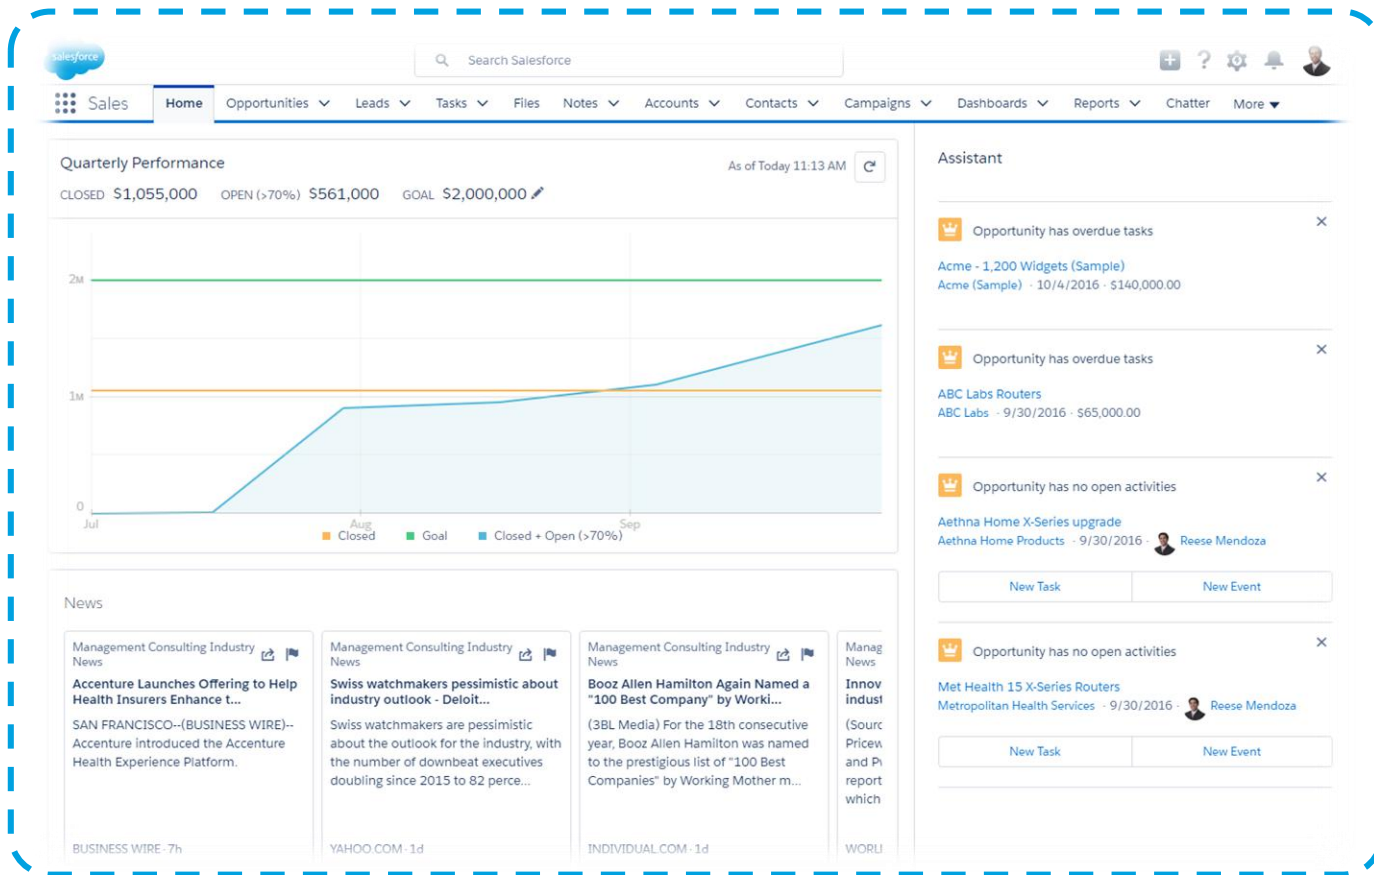 salesforce
Search Salesforce
Sales
Home
Opportunities
Leads
Tasks
Files
Notes
Accounts
Contacts
Campaigns
Dashboards
Reports
Chatter
More
Quarterly Performance
As of Today 11:13 AM
CLOSED $1,055,000 OPEN (>70%) $561,000 GOAL $2,000,000
2M
1M
0
Jul
Aug
Sep
Closed
Goal
Closed + Open (>70%)
News
Management Consulting Industry
News
Accenture Launches Offering to Help
Health Insurers Enhance t...
SAN FRANCISCO--(BUSINESS WIRE)--
Accenture introduced the Accenture
Health Experience Platform.
BUSINESS WIRE · 7h
Management Consulting Industry
News
Swiss watchmakers pessimistic about
industry outlook - Deloit...
Swiss watchmakers are pessimistic
about the outlook for the industry, with
the number of downbeat executives
doubling since 2015 to 82 perce...
YAHOO.COM · 1d
Management Consulting Industry
News
Booz Allen Hamilton Again Named a
"100 Best Company" by Worki...
(3BL Media) For the 18th consecutive
year, Booz Allen Hamilton was named
to the prestigious list of "100 Best
Companies" by Working Mother m...
INDIVIDUAL.COM · 1d
Manag
News
Innov
indust
(Sourc
Pricew
and P
report
which
WORL
Assistant
Opportunity has overdue tasks
Acme - 1,200 Widgets (Sample)
Acme (Sample) · 10/4/2016 · $140,000.00
Opportunity has overdue tasks
ABC Labs Routers
ABC Labs · 9/30/2016 · $65,000.00
Opportunity has no open activities
Aethna Home X-Series upgrade
Aethna Home Products · 9/30/2016 · Reese Mendoza
New Task
New Event
Opportunity has no open activities
Met Health 15 X-Series Routers
Metropolitan Health Services · 9/30/2016 · Reese Mendoza
New Task
New Event